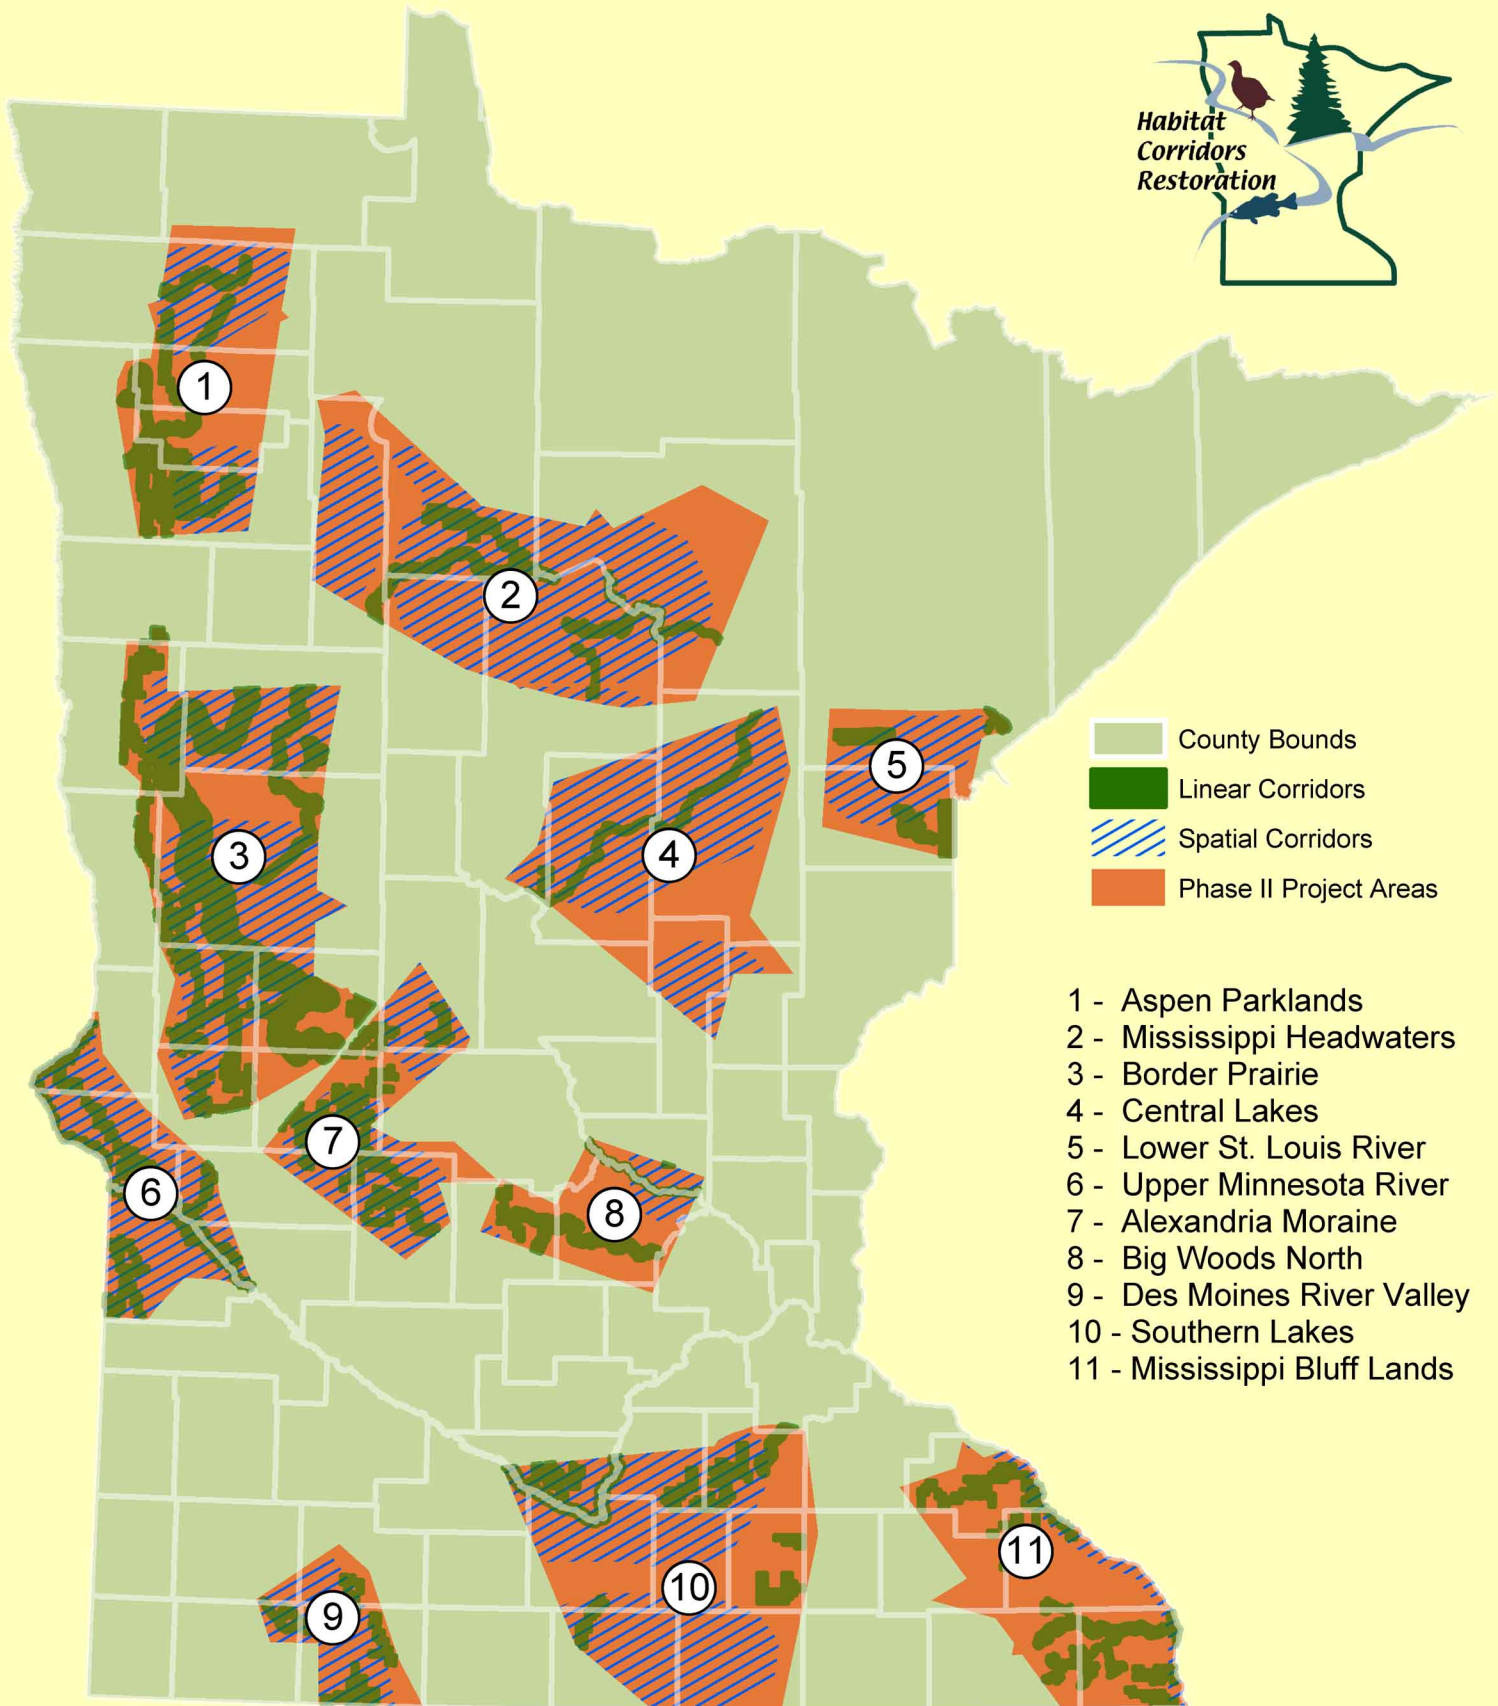 Habitat
Corridors
Restoration
1
2
3
4
5
6
7
8
9
10
11
County Bounds
Linear Corridors
Spatial Corridors
Phase II Project Areas
1 - Aspen Parklands
2 - Mississippi Headwaters
3 - Border Prairie
4 - Central Lakes
5 - Lower St. Louis River
6 - Upper Minnesota River
7 - Alexandria Moraine
8 - Big Woods North
9 - Des Moines River Valley
10 - Southern Lakes
11 - Mississippi Bluff Lands